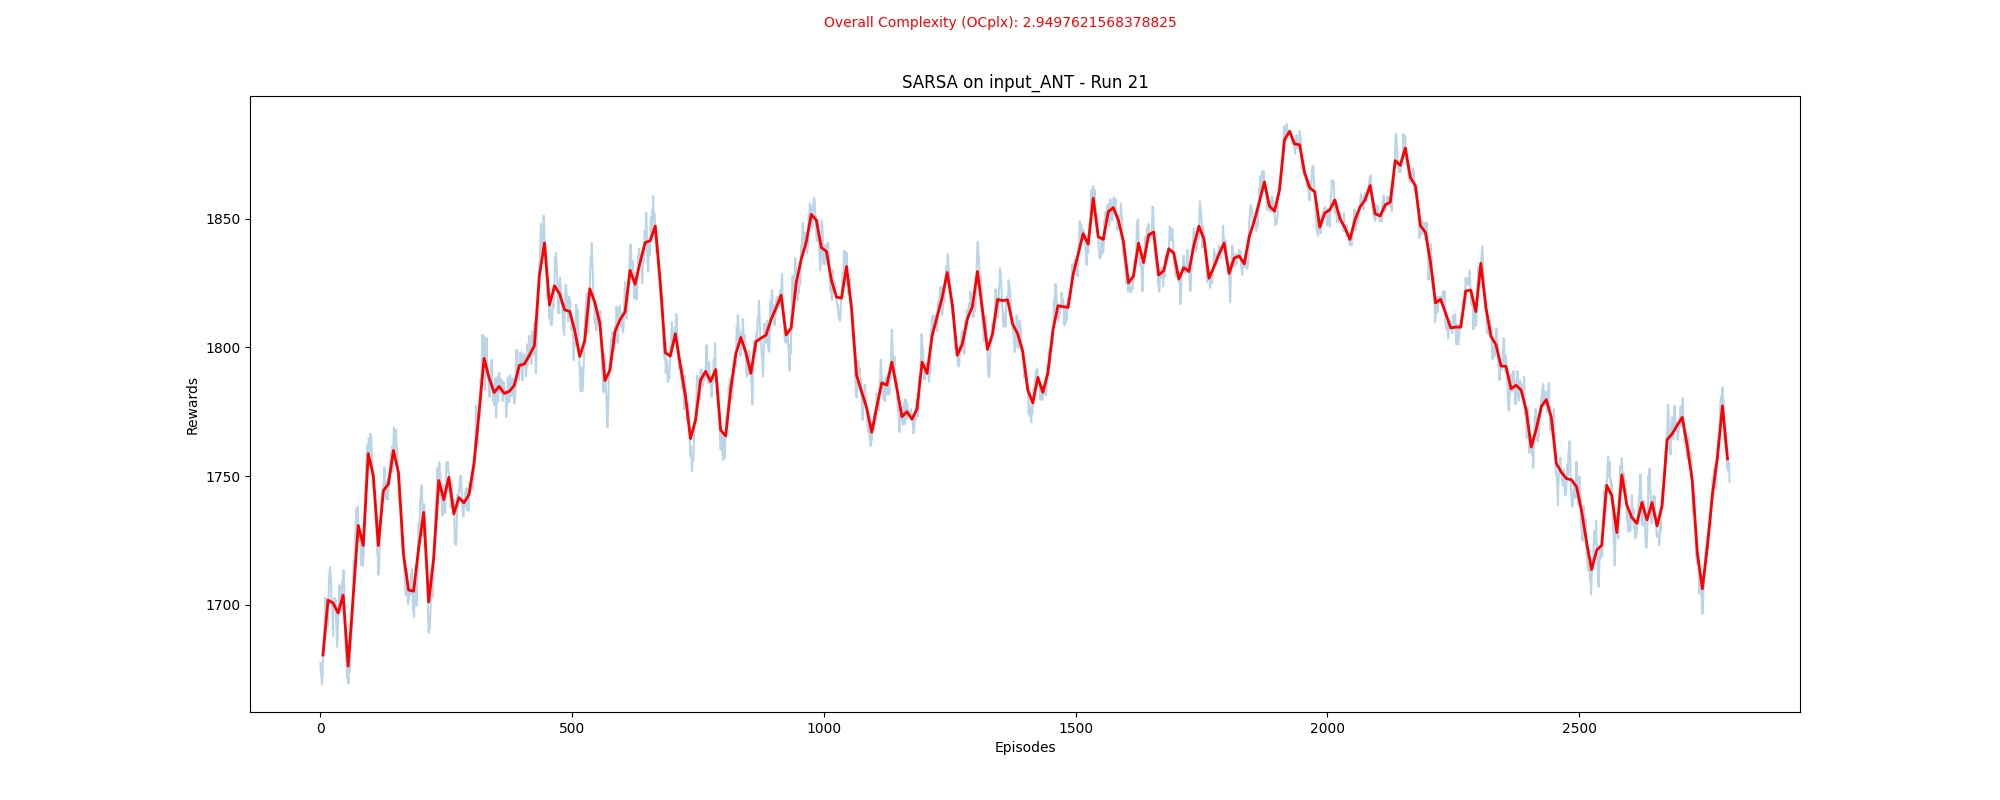 Overall Complexity (OCplx): 2.9497621568378825
SARSA on input_ANT - Run 21
Rewards
1850
1800
1750
1700
0 500 1000 1500 2000 2500
Episodes